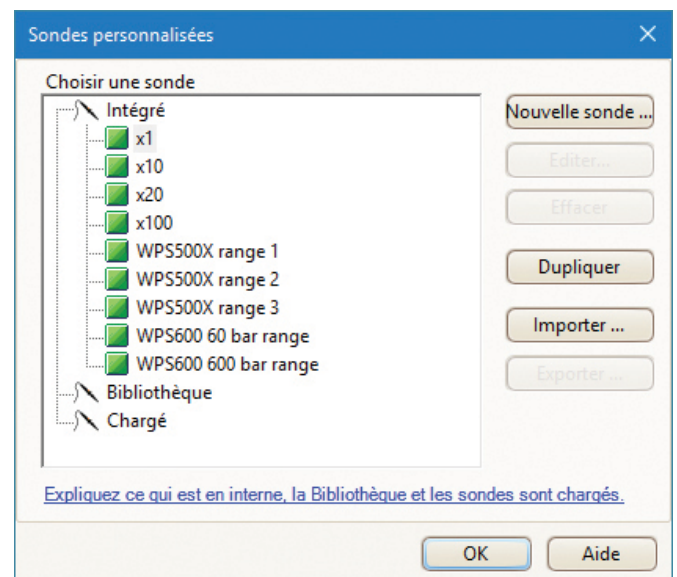 Sondes personnalisées
Choisir une sonde
Intégré
x1
x10
x20
x100
WPS500X range 1
WPS500X range 2
WPS500X range 3
WPS600 60 bar range
WPS600 600 bar range
Bibliothèque
Chargé
Nouvelle sonde ...
Editer...
Effacer
Dupliquer
Importer ...
Exporter ...
Expliquez ce qui est en interne, la Bibliothèque et les sondes sont chargés.
OK
Aide